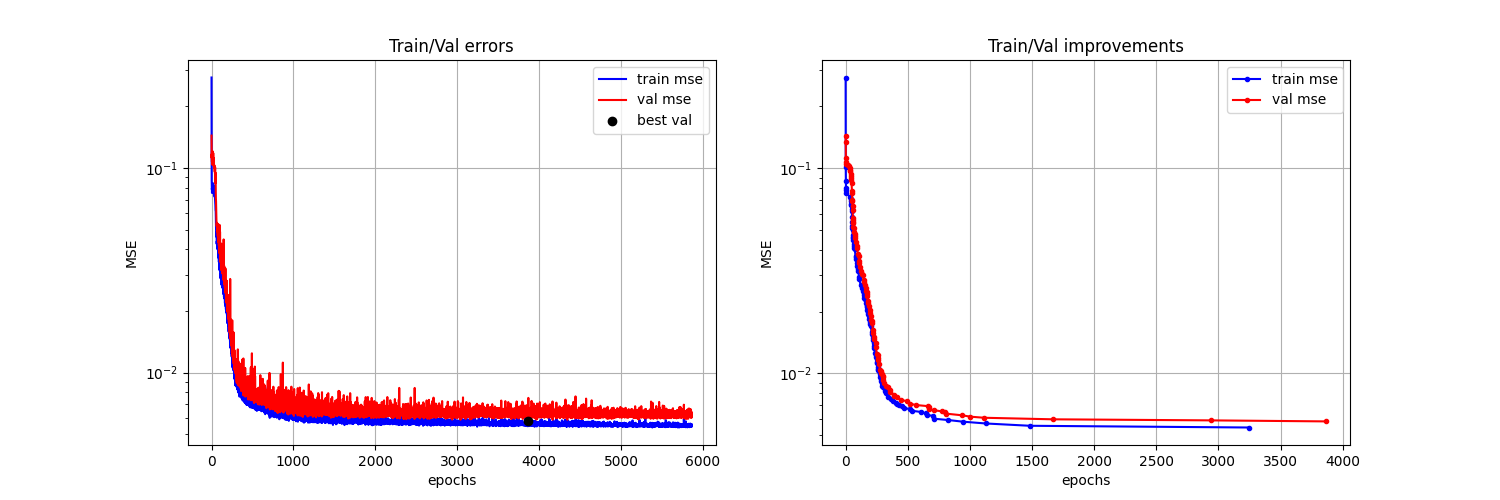 Train/Val errors
train mse
val mse
best val
10⁻¹
10⁻²
MSE
0 1000 2000 3000 4000 5000 6000
epochs
Train/Val improvements
train mse
val mse
10⁻¹
10⁻²
MSE
0 500 1000 1500 2000 2500 3000 3500 4000
epochs